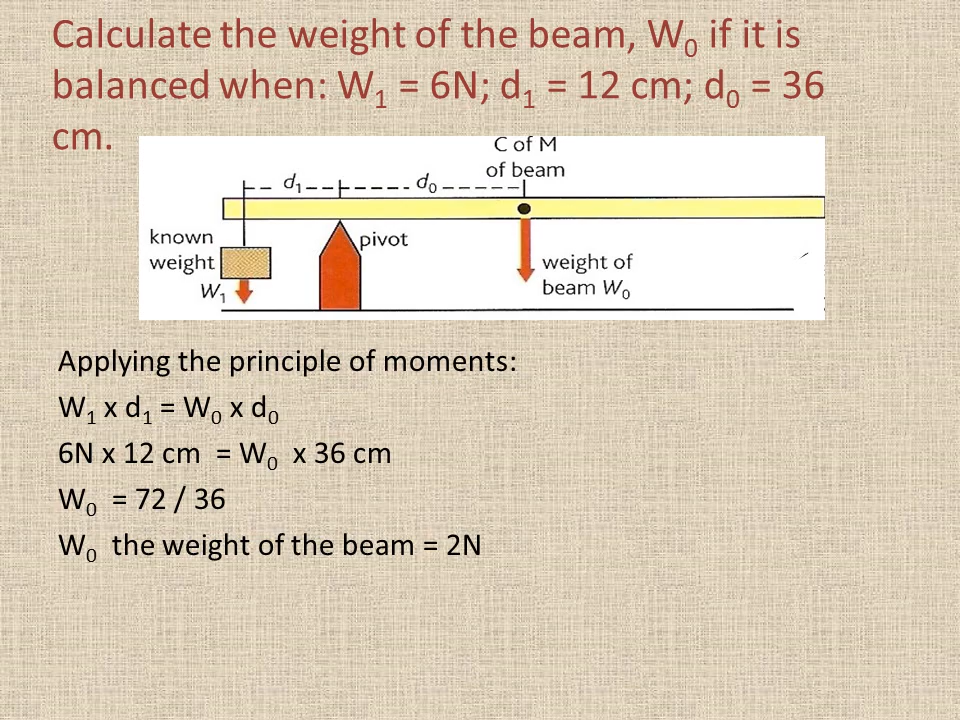 Calculate the weight of the beam, W₀ if it is
balanced when: W₁ = 6N; d₁ = 12 cm; d₀ = 36
cm.
C of M
of beam
d₁
d₀
known
weight
W₁
pivot
weight of
beam W₀
Applying the principle of moments:
W₁ x d₁ = W₀ x d₀
6N x 12 cm = W₀ x 36 cm
W₀ = 72 / 36
W₀ the weight of the beam = 2N